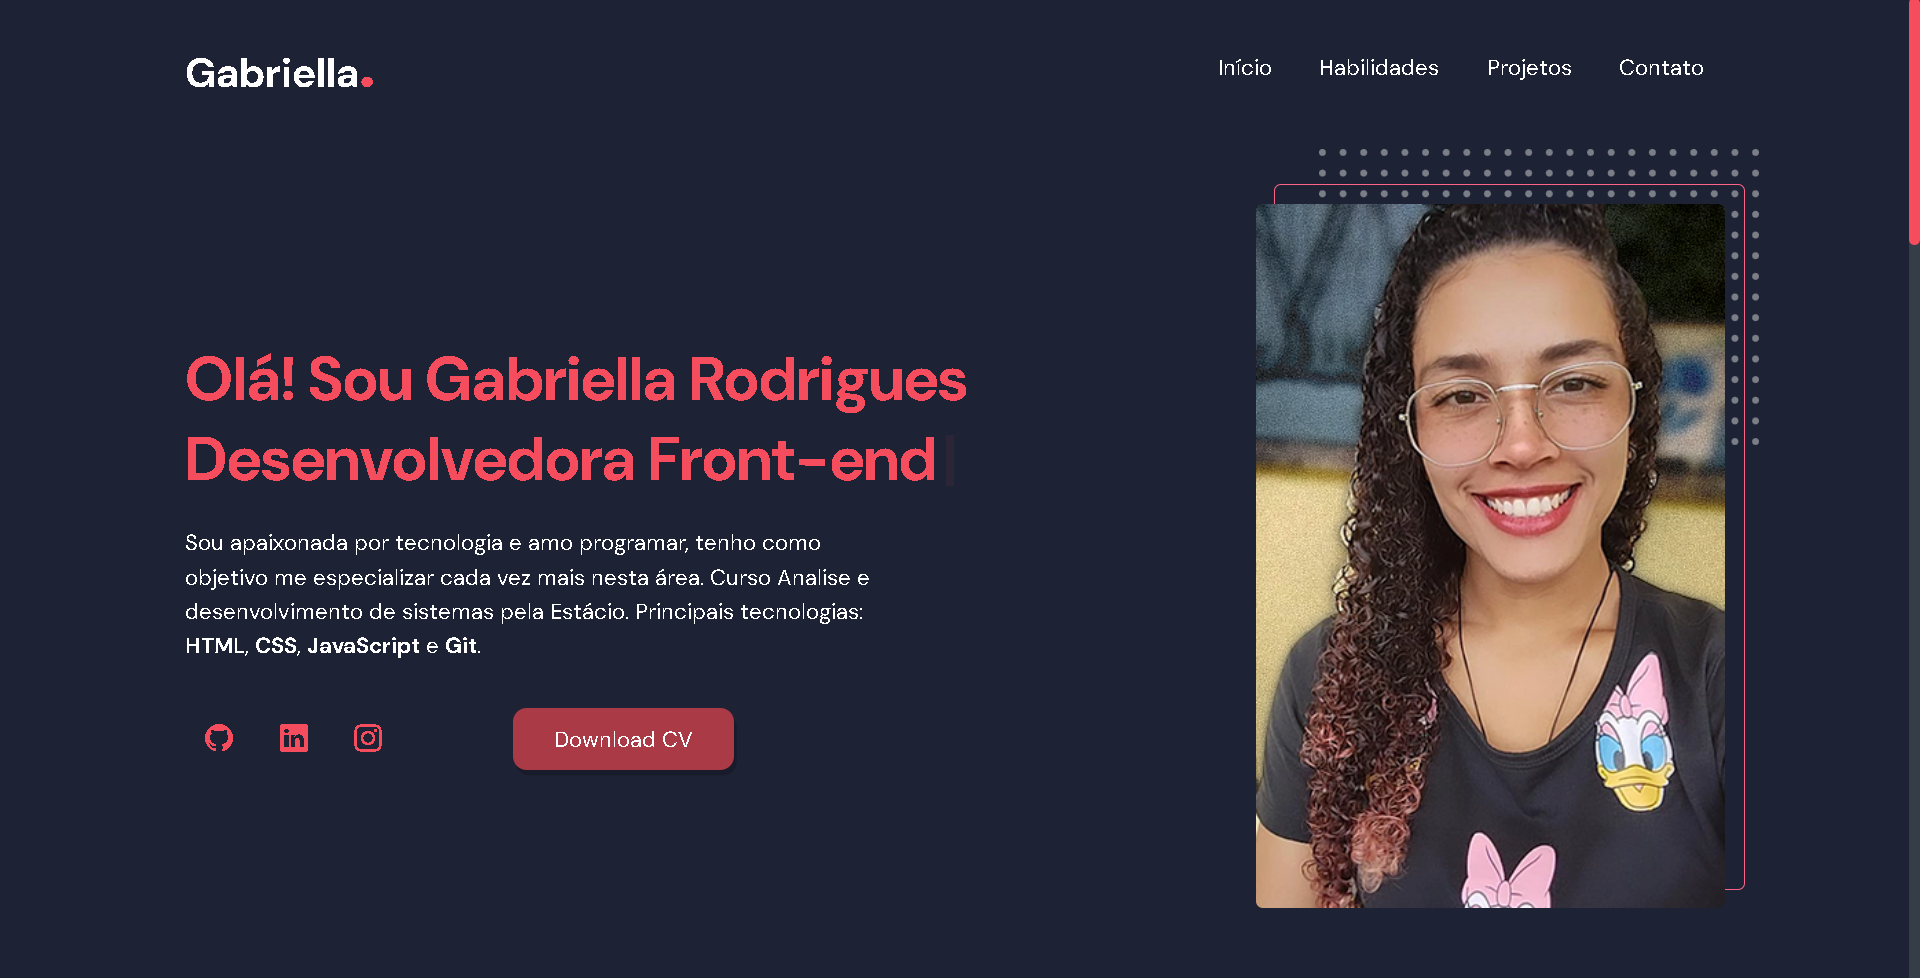 Gabriella.
Início Habilidades Projetos Contato
Olá! Sou Gabriella Rodrigues
Desenvolvedora Front-end
Sou apaixonada por tecnologia e amo programar, tenho como
objetivo me especializar cada vez mais nesta área. Curso Analise e
desenvolvimento de sistemas pela Estácio. Principais tecnologias:
HTML, CSS, JavaScript e Git.
in
Download CV